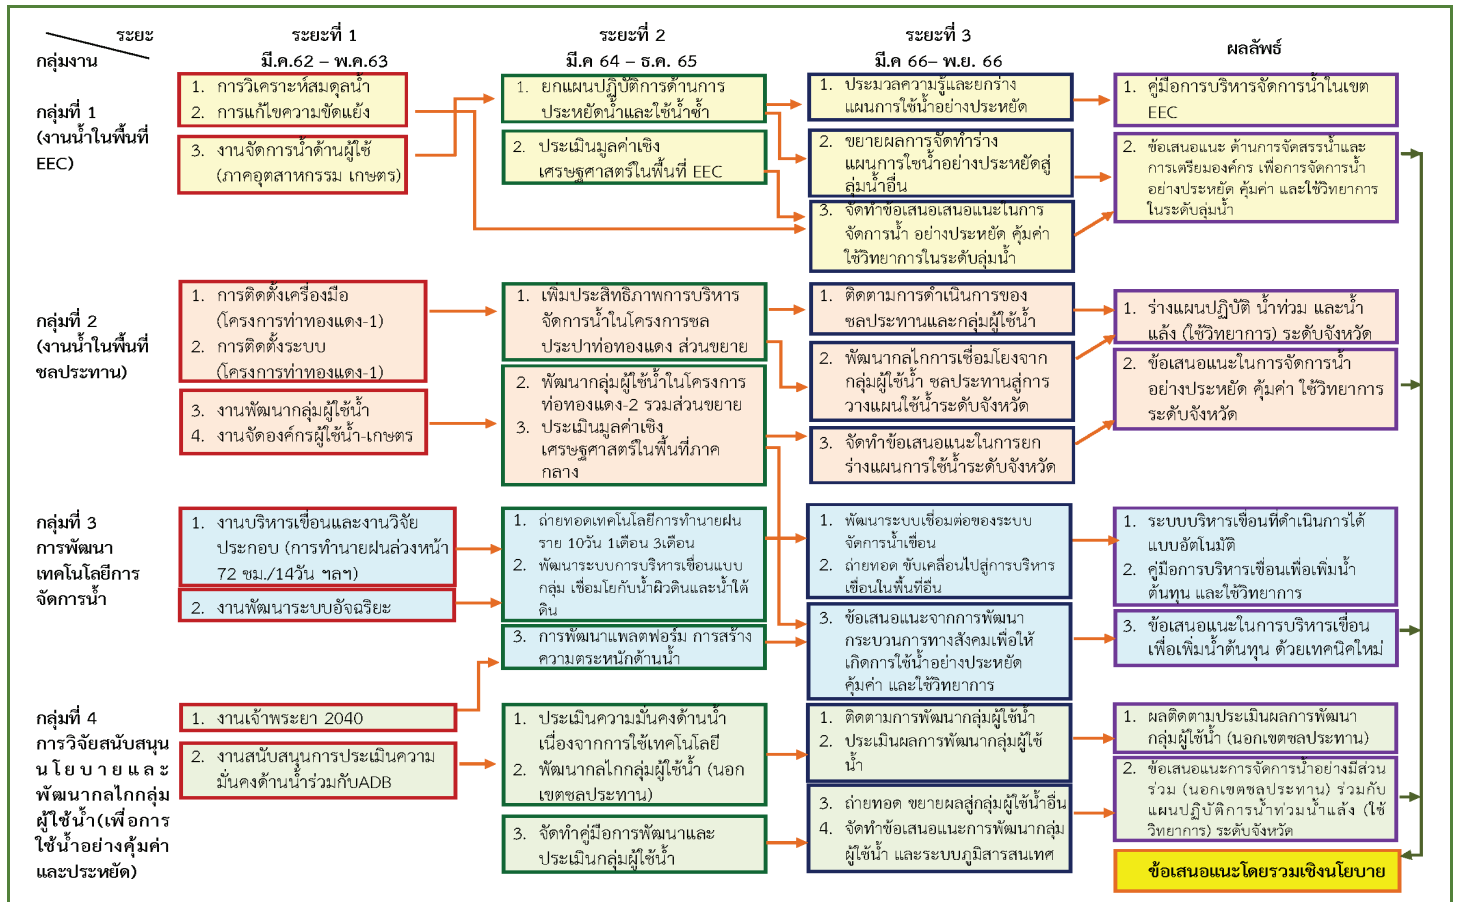 ระยะ
กลุ่มงาน
ระยะที่ 1
มี.ค.62 – พ.ค.63
ระยะที่ 2
มี.ค 64 – ธ.ค. 65
ระยะที่ 3
มี.ค 66– พ.ย. 66
ผลลัพธ์
กลุ่มที่ 1
(งานน้ำในพื้นที่
EEC)
1. การวิเคราะห์สมดุลน้ำ
2. การแก้ไขความขัดแย้ง
3. งานจัดการน้ำด้านผู้ใช้
(ภาคอุตสาหกรรม เกษตร)
1. ยกแผนปฏิบัติการด้านการ
ประหยัดน้ำและใช้น้ำซ้ำ
2. ประเมินมูลค่าเชิง
เศรษฐศาสตร์ในพื้นที่ EEC
1. ประมวลความรู้และยกร่าง
แผนการใช้น้ำอย่างประหยัด
2. ขยายผลการจัดทำร่าง
แผนการใชน้ำอย่างประหยัดสู่
ลุ่มน้ำอื่น
3. จัดทำข้อเสนอเสนอแนะในการ
จัดการน้ำ อย่างประหยัด คุ้มค่า
ใช้วิทยาการในระดับลุ่มน้ำ
1. คู่มือการบริหารจัดการน้ำในเขต
EEC
2. ข้อเสนอแนะ ด้านการจัดสรรน้ำและ
การเตรียมองค์กร เพื่อการจัดการน้ำ
อย่างประหยัด คุ้มค่า และใช้วิทยาการ
ในระดับลุ่มน้ำ
กลุ่มที่ 2
(งานน้ำในพื้นที่
ชลประทาน)
1. การติดตั้งเครื่องมือ
(โครงการท่าทองแดง-1)
2. การติดตั้งระบบ
(โครงการท่าทองแดง-1)
3. งานพัฒนากลุ่มผู้ใช้น้ำ
4. งานจัดองค์กรผู้ใช้น้ำ-เกษตร
1. เพิ่มประสิทธิภาพการบริหาร
จัดการน้ำในโครงการชล
ประปาท่อทองแดง ส่วนขยาย
2. พัฒนากลุ่มผู้ใช้น้ำในโครงการ
ท่อทองแดง-2 รวมส่วนขยาย
3. ประเมินมูลค่าเชิง
เศรษฐศาสตร์ในพื้นที่ภาค
กลาง
1. ติดตามการดำเนินการของ
ชลประทานและกลุ่มผู้ใช้น้ำ
2. พัฒนากลไกการเชื่อมโยงจาก
กลุ่มผู้ใช้น้ำ ชลประทานสู่การ
วางแผนใช้น้ำระดับจังหวัด
3. จัดทำข้อเสนอแนะในการยก
ร่างแผนการใช้น้ำระดับจังหวัด
1. ร่างแผนปฏิบัติ น้ำท่วม และน้ำ
แล้ง (ใช้วิทยาการ) ระดับจังหวัด
2. ข้อเสนอแนะในการจัดการน้ำ
อย่างประหยัด คุ้มค่า ใช้วิทยาการ
ระดับจังหวัด
กลุ่มที่ 3
การพัฒนา
เทคโนโลยีการ
จัดการน้ำ
1. งานบริหารเขื่อนและงานวิจัย
ประกอบ (การทำนายฝนล่วงหน้า
72 ชม./14วัน ฯลฯ)
2. งานพัฒนาระบบอัจฉริยะ
1. ถ่ายทอดเทคโนโลยีการทำนายฝน
ราย 10วัน 1เดือน 3เดือน
2. พัฒนาระบบการบริหารเขื่อนแบบ
กลุ่ม เชื่อมโยกับน้ำผิวดินและน้ำใต้
ดิน
3. การพัฒนาแพลตฟอร์ม การสร้าง
ความตระหนักด้านน้ำ
1. พัฒนาระบบเชื่อมต่อของระบบ
จัดการน้ำเขื่อน
2. ถ่ายทอด ขับเคลื่อนไปสู่การบริหาร
เขื่อนในพื้นที่อื่น
3. ข้อเสนอแนะจากการพัฒนา
กระบวนการทางสังคมเพื่อให้
เกิดการใช้น้ำอย่างประหยัด
คุ้มค่า และใช้วิทยาการ
1. ระบบบริหารเขื่อนที่ดำเนินการได้
แบบอัตโนมัติ
2. คู่มือการบริหารเขื่อนเพื่อเพิ่มน้ำ
ต้นทุน และใช้วิทยาการ
3. ข้อเสนอแนะในการบริหารเขื่อน
เพื่อเพิ่มน้ำต้นทุน ด้วยเทคนิคใหม่
กลุ่มที่ 4
การวิจัยสนับสนุน
นโยบายและ
พัฒนากลไกกลุ่ม
ผู้ใช้น้ำ(เพื่อการ
ใช้น้ำอย่างคุ้มค่า
และประหยัด)
1. งานเจ้าพระยา 2040
2. งานสนับสนุนการประเมินความ
มั่นคงด้านน้ำร่วมกับADB
1. ประเมินความมั่นคงด้านน้ำ
เนื่องจากการใช้เทคโนโลยี
2. พัฒนากลไกกลุ่มผู้ใช้น้ำ (นอก
เขตชลประทาน)
3. จัดทำคู่มือการพัฒนาและ
ประเมินกลุ่มผู้ใช้น้ำ
1. ติดตามการพัฒนากลุ่มผู้ใช้น้ำ
2. ประเมินผลการพัฒนากลุ่มผู้ใช้
น้ำ
3. ถ่ายทอด ขยายผลสู่กลุ่มผู้ใช้น้ำอื่น
4. จัดทำข้อเสนอแนะการพัฒนากลุ่ม
ผู้ใช้น้ำ และระบบภูมิสารสนเทศ
1. ผลติดตามประเมินผลการพัฒนา
กลุ่มผู้ใช้น้ำ (นอกเขตชลประทาน)
2. ข้อเสนอแนะการจัดการน้ำอย่างมีส่วน
ร่วม (นอกเขตชลประทาน) ร่วมกับ
แผนปฏิบัติการน้ำท่วมน้ำแล้ง (ใช้
วิทยาการ) ระดับจังหวัด
ข้อเสนอแนะโดยรวมเชิงนโยบาย